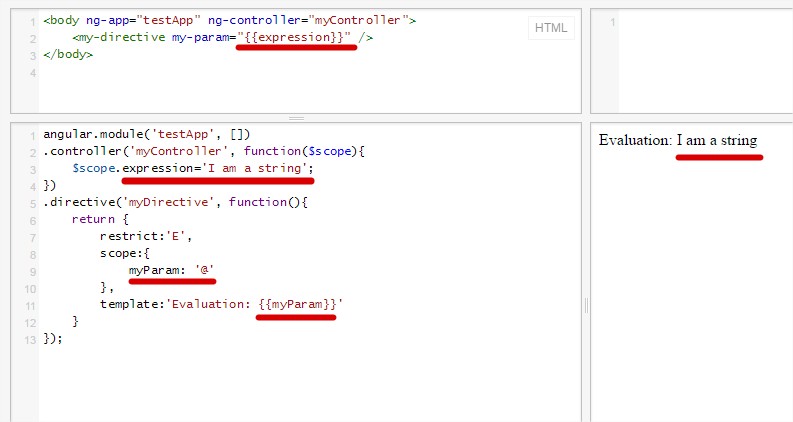 1 <body ng-app="testApp" ng-controller="myController">
2     <my-directive my-param="{{expression}}" />
3 </body>
4
HTML
1
1 angular.module('testApp', [])
2 .controller('myController', function($scope){
3     $scope.expression='I am a string';
4 })
5 .directive('myDirective', function(){
6     return {
7         restrict:'E',
8         scope:{
9             myParam: '@'
10         },
11         template:'Evaluation: {{myParam}}'
12     }
13 });
Evaluation: I am a string